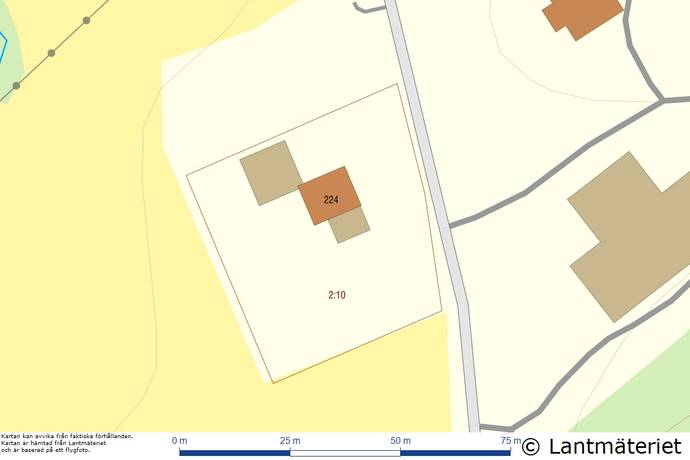 224
2:10
Kartan kan avvika från faktiska förhållanden.
Kartan är hämtad från Lantmäteriet
och är baserad på ett flygfoto.
0 m 25 m 50 m 75 m
© Lantmäteriet